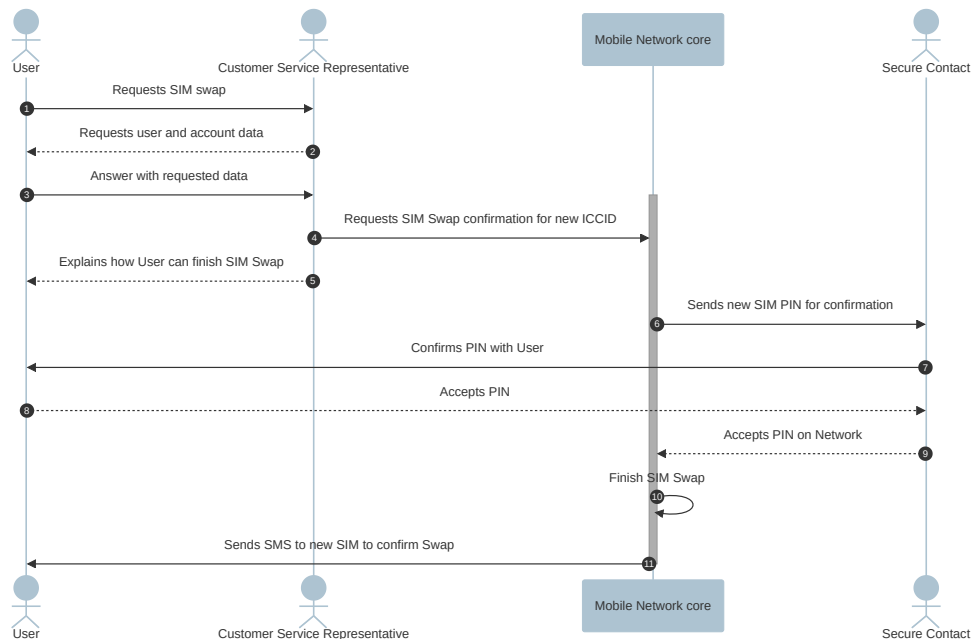 Mobile Network core
User
Customer Service Representative
Secure Contact
Requests SIM swap
1
Requests user and account data
2
Answer with requested data
3
Requests SIM Swap confirmation for new ICCID
4
Explains how User can finish SIM Swap
5
Sends new SIM PIN for confirmation
6
Confirms PIN with User
7
Accepts PIN
8
Accepts PIN on Network
9
Finish SIM Swap
10
Sends SMS to new SIM to confirm Swap
11
Mobile Network core
User
Customer Service Representative
Secure Contact